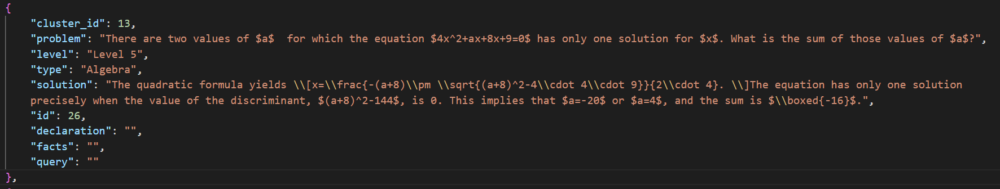 {
"cluster_id": 13,
"problem": "There are two values of $a$  for which the equation $4x^2+ax+8x+9=0$ has only one solution for $x$. What is the sum of those values of $a$?",
"level": "Level 5",
"type": "Algebra",
"solution": "The quadratic formula yields \\[x=\\frac{-(a+8)\\pm \\sqrt{(a+8)^2-4\\cdot 4\\cdot 9}}{2\\cdot 4}. \\]The equation has only one solution
precisely when the value of the discriminant, $(a+8)^2-144$, is 0. This implies that $a=-20$ or $a=4$, and the sum is $\\boxed{-16}$.",
"id": 26,
"declaration": "",
"facts": "",
"query": ""
},